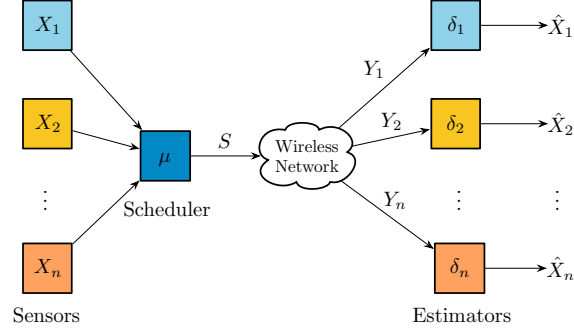 X₁
δ₁
X̂₁
Y₁
X₂
δ₂
X̂₂
Y₂
μ
S
Wireless
Network
⋮
⋮
⋮
Scheduler
Yₙ
Xₙ
δₙ
X̂ₙ
Sensors
Estimators